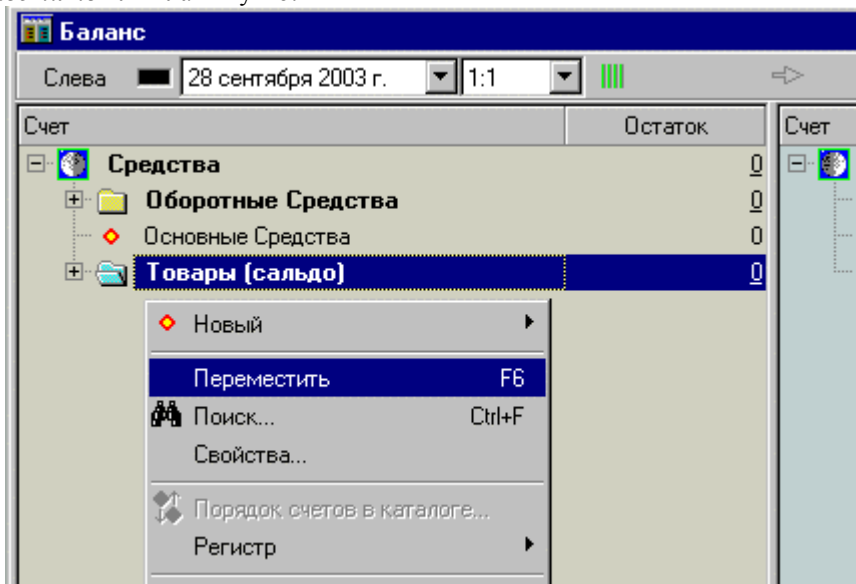 Баланс
Слева 28 сентября 2003 г. 1:1
Счет Остаток Счет
Средства 0
Оборотные Средства 0
Основные Средства 0
Товары (сальдо) 0
Новый
Переместить F6
Поиск... Ctrl+F
Свойства...
Порядок счетов в каталоге...
Регистр